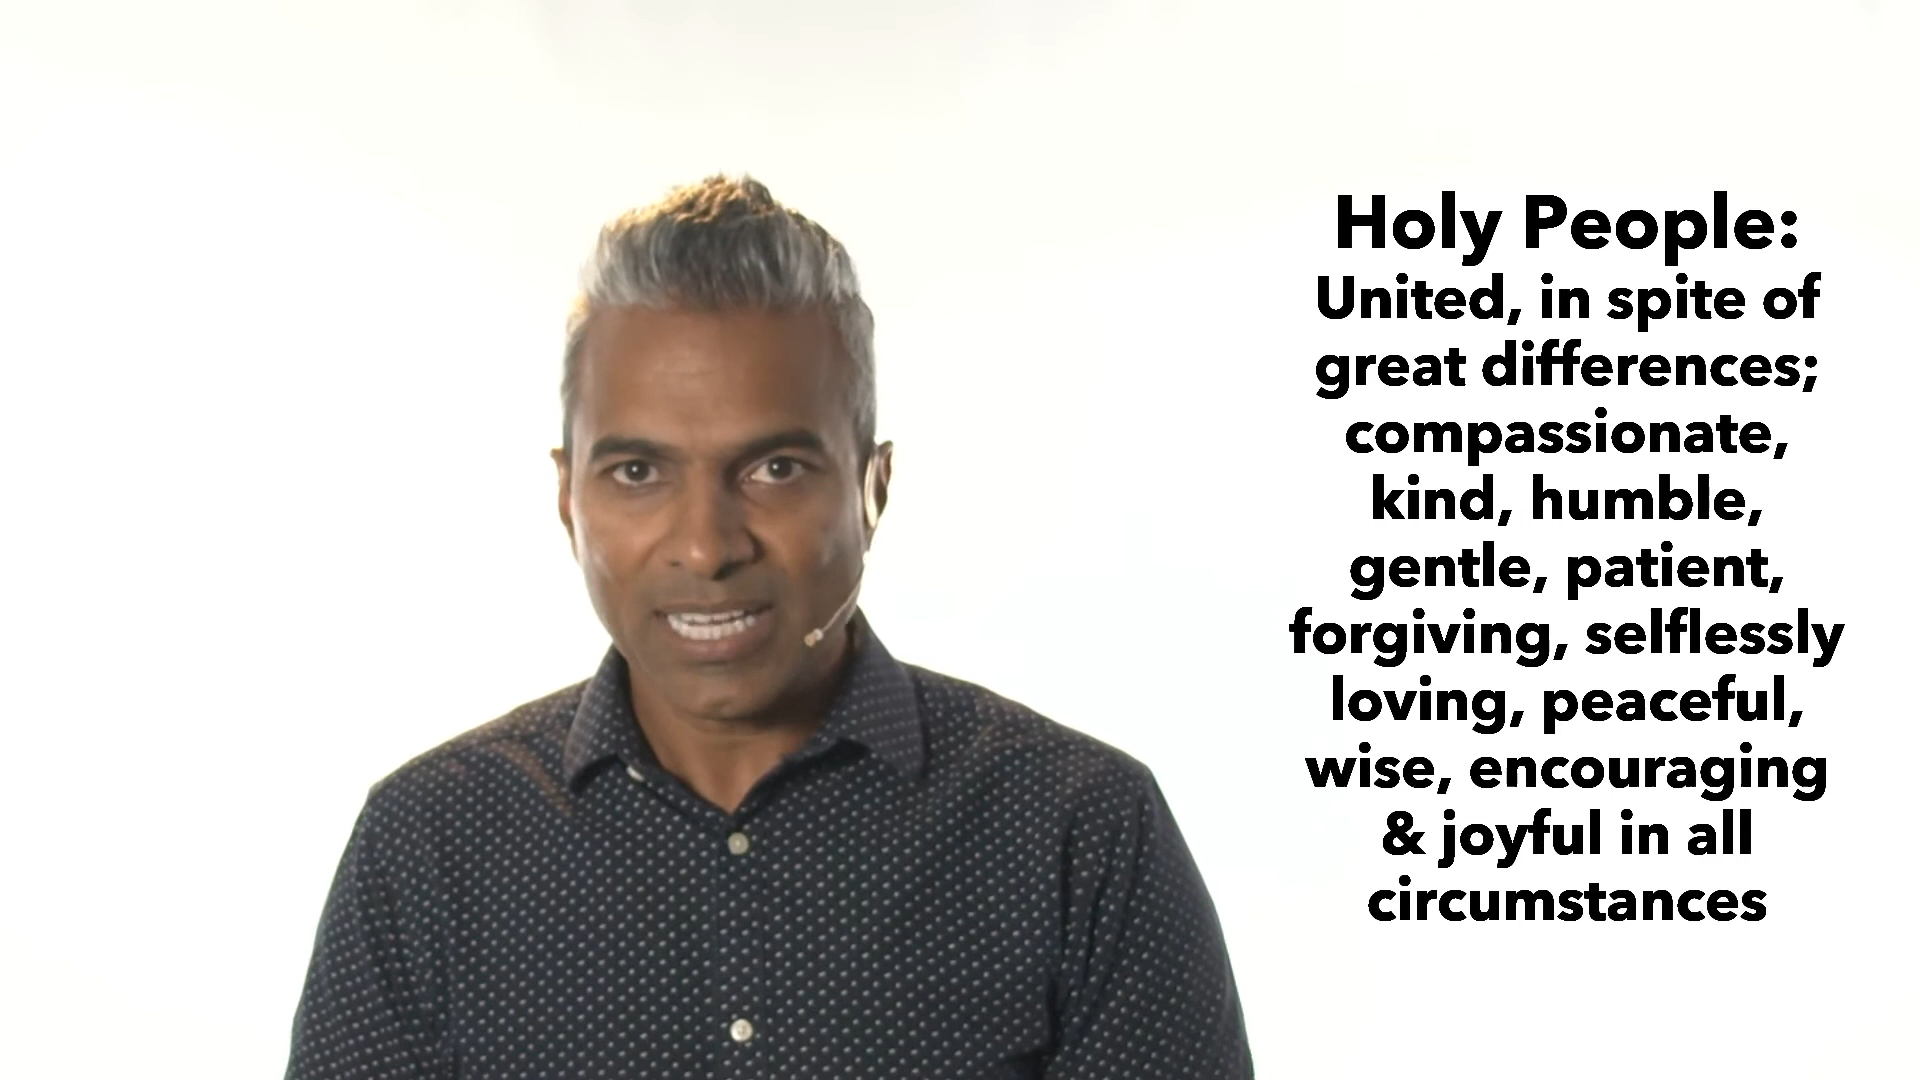 Holy People:
United, in spite of
great differences;
compassionate,
kind, humble,
gentle, patient,
forgiving, selflessly
loving, peaceful,
wise, encouraging
& joyful in all
circumstances